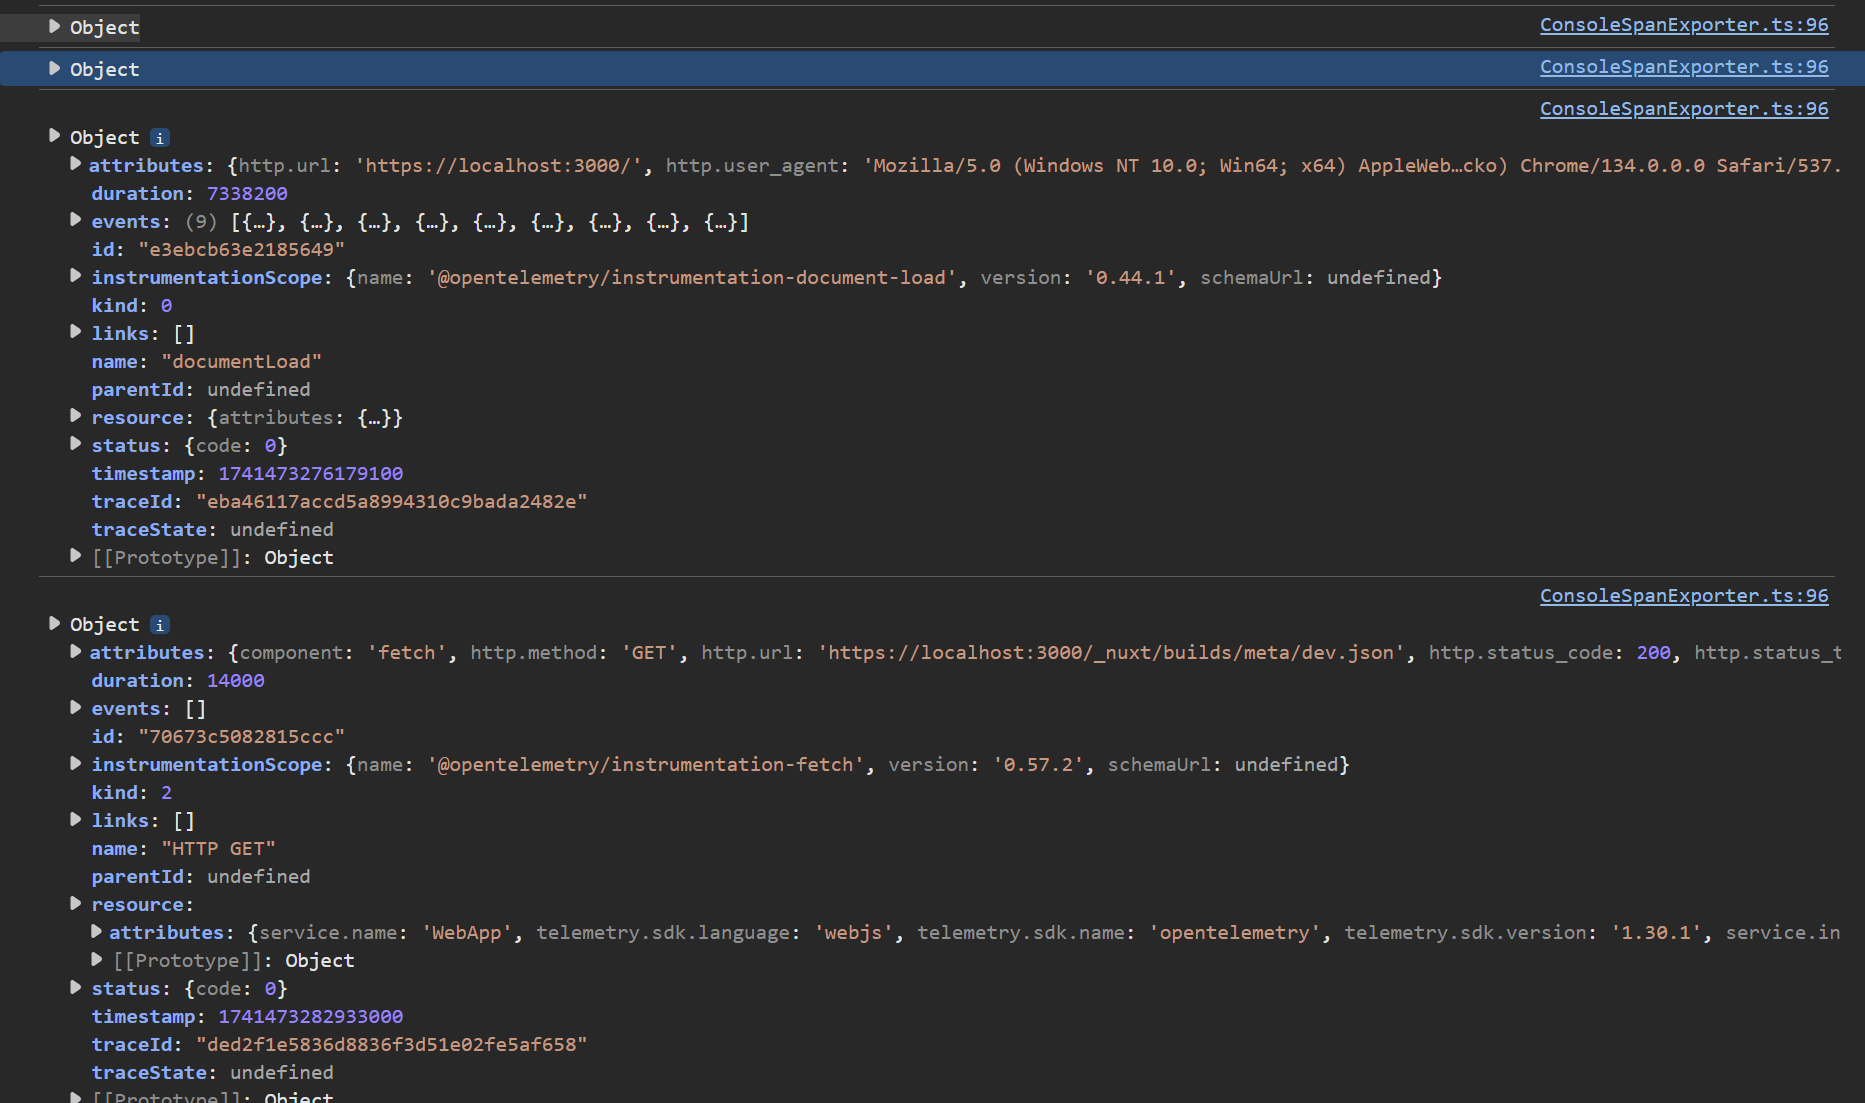 Object ConsoleSpanExporter.ts:96
Object ConsoleSpanExporter.ts:96
ConsoleSpanExporter.ts:96
Object i
attributes: {http.url: 'https://localhost:3000/', http.user_agent: 'Mozilla/5.0 (Windows NT 10.0; Win64; x64) AppleWeb…cko) Chrome/134.0.0.0 Safari/537.
duration: 7338200
events: (9) [{…}, {…}, {…}, {…}, {…}, {…}, {…}, {…}, {…}]
id: "e3ebcb63e2185649"
instrumentationScope: {name: '@opentelemetry/instrumentation-document-load', version: '0.44.1', schemaUrl: undefined}
kind: 0
links: []
name: "documentLoad"
parentId: undefined
resource: {attributes: {…}}
status: {code: 0}
timestamp: 1741473276179100
traceId: "eba46117accd5a8994310c9bada2482e"
traceState: undefined
[[Prototype]]: Object
ConsoleSpanExporter.ts:96
Object i
attributes: {component: 'fetch', http.method: 'GET', http.url: 'https://localhost:3000/_nuxt/builds/meta/dev.json', http.status_code: 200, http.status_t
duration: 14000
events: []
id: "70673c5082815ccc"
instrumentationScope: {name: '@opentelemetry/instrumentation-fetch', version: '0.57.2', schemaUrl: undefined}
kind: 2
links: []
name: "HTTP GET"
parentId: undefined
resource:
attributes: {service.name: 'WebApp', telemetry.sdk.language: 'webjs', telemetry.sdk.name: 'opentelemetry', telemetry.sdk.version: '1.30.1', service.in
[[Prototype]]: Object
status: {code: 0}
timestamp: 1741473282933000
traceId: "ded2f1e5836d8836f3d51e02fe5af658"
traceState: undefined
[[Prototype]]: Object